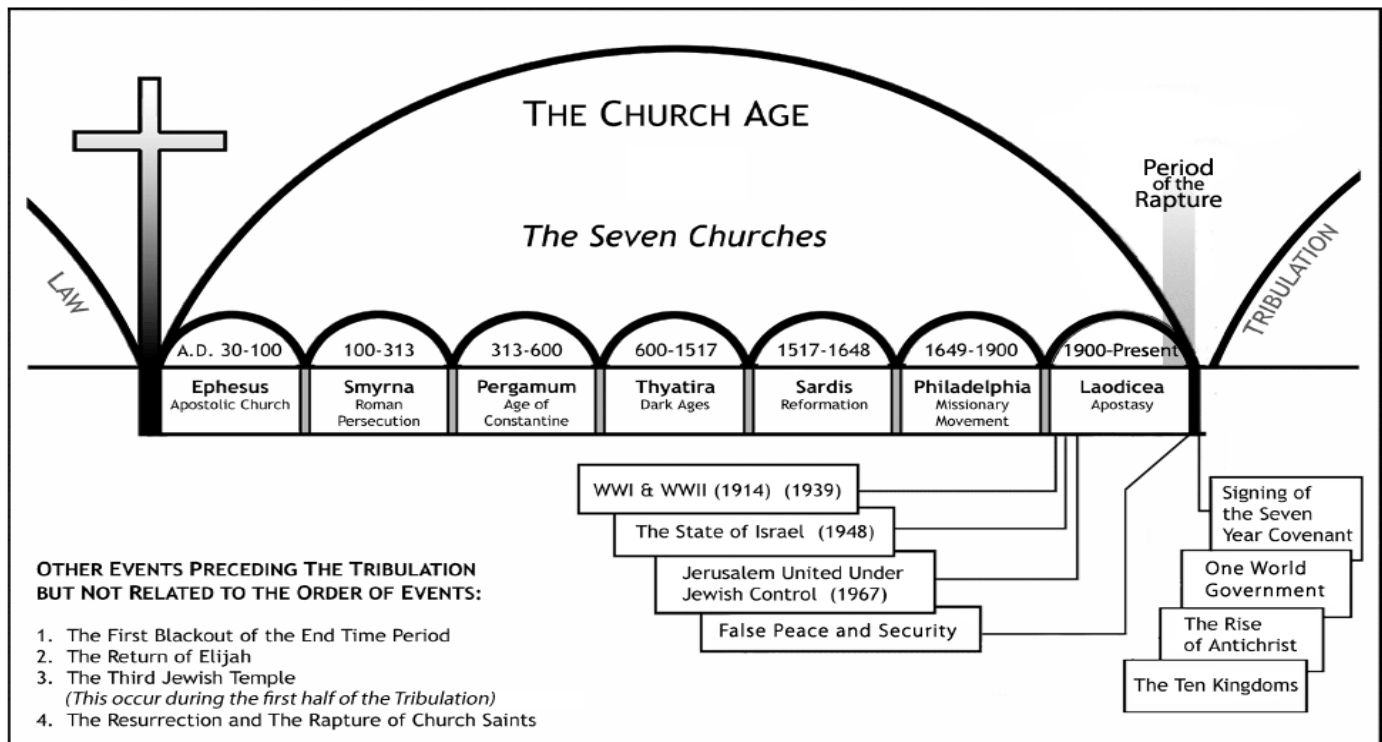 THE CHURCH AGE
The Seven Churches
Period
of the
Rapture
LAW
TRIBULATION
A.D. 30-100
100-313
313-600
600-1517
1517-1648
1649-1900
1900-Present
Ephesus
Apostolic Church
Smyrna
Roman
Persecution
Pergamum
Age of
Constantine
Thyatira
Dark Ages
Sardis
Reformation
Philadelphia
Missionary
Movement
Laodicea
Apostasy
WWI & WWII (1914) (1939)
The State of Israel (1948)
Jerusalem United Under
Jewish Control (1967)
False Peace and Security
Signing of
the Seven
Year Covenant
One World
Government
The Rise
of Antichrist
The Ten Kingdoms
OTHER EVENTS PRECEDING THE TRIBULATION
BUT NOT RELATED TO THE ORDER OF EVENTS:
1. The First Blackout of the End Time Period
2. The Return of Elijah
3. The Third Jewish Temple
(This occur during the first half of the Tribulation)
4. The Resurrection and The Rapture of Church Saints